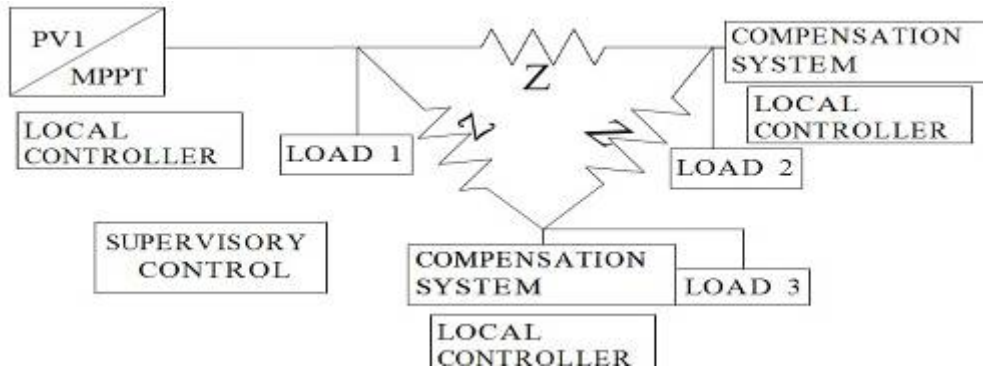 PV1
MPPT
LOCAL
CONTROLLER
LOAD 1
Z
Z
Z
COMPENSATION
SYSTEM
LOCAL
CONTROLLER
LOAD 2
SUPERVISORY
CONTROL
COMPENSATION
SYSTEM
LOAD 3
LOCAL
CONTROLLER